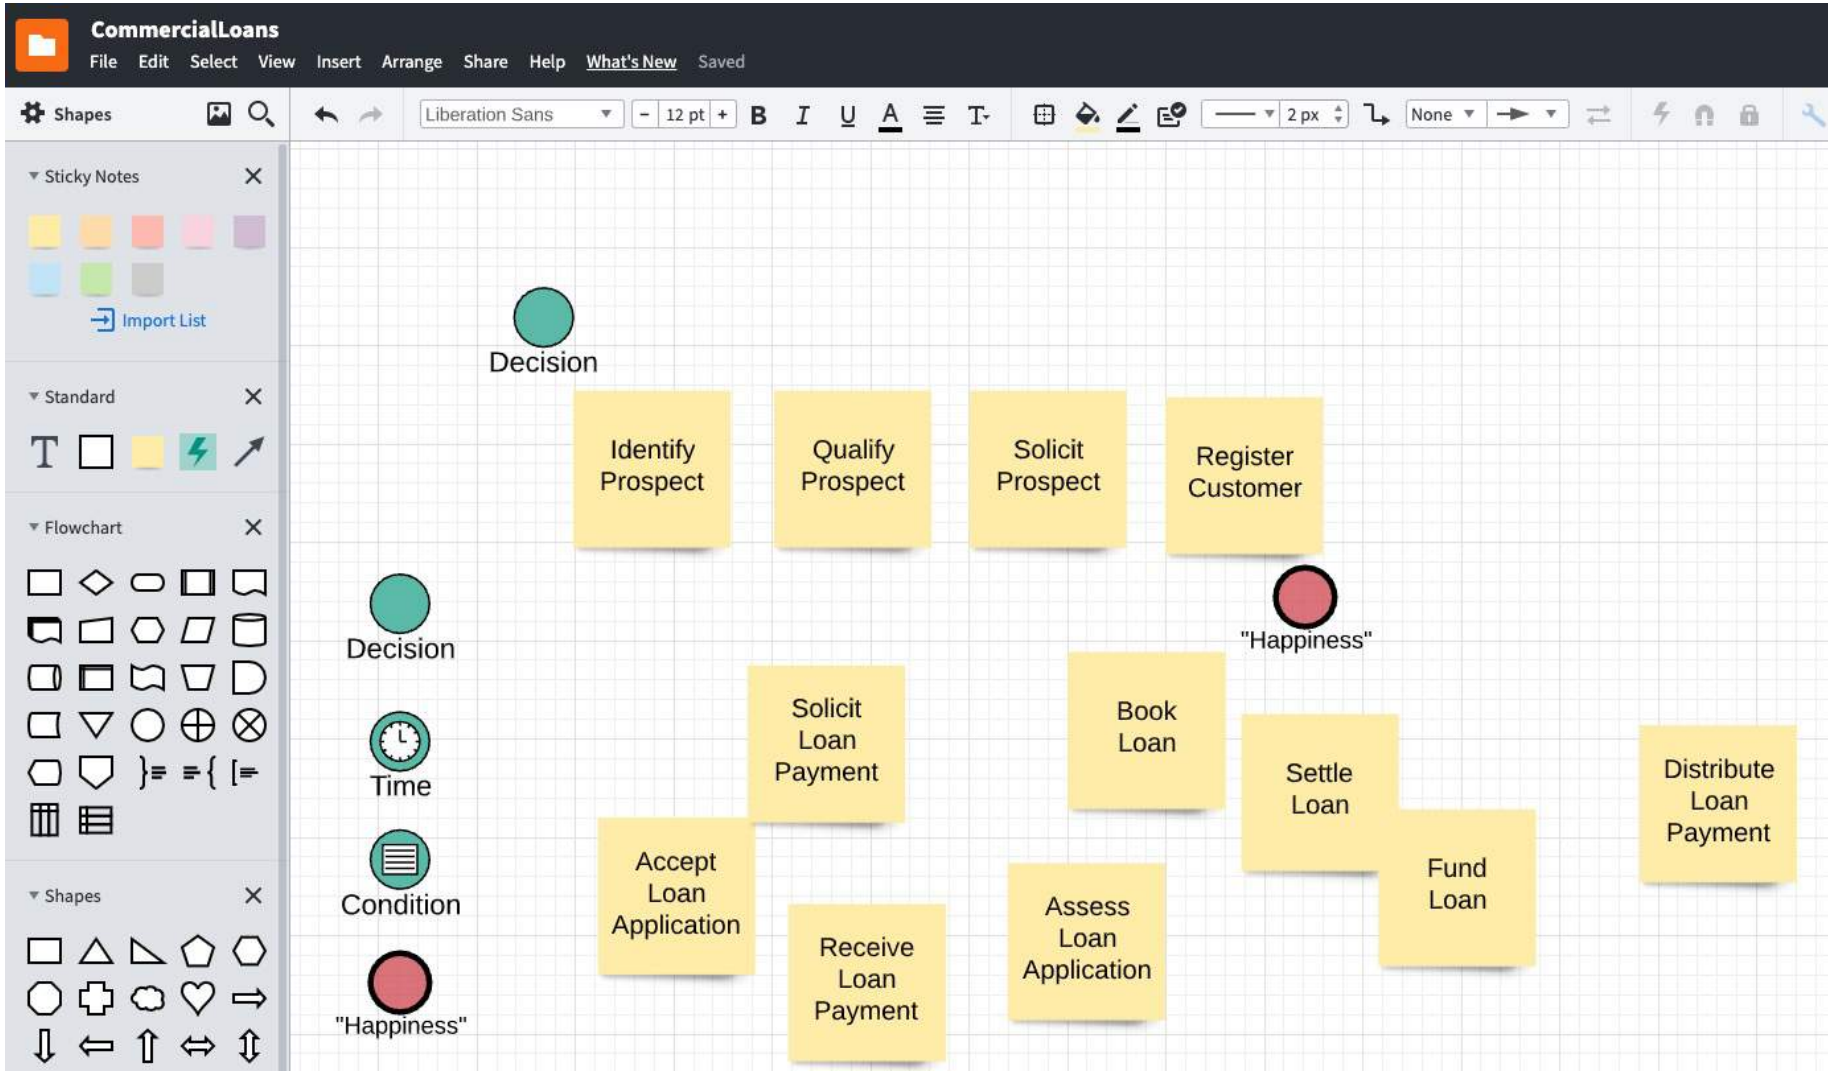 CommercialLoans
File Edit Select View Insert Arrange Share Help What's New Saved
Shapes
Liberation Sans
- 12 pt +
B I U A T
2 px
None
Sticky Notes
Import List
Standard
T
Flowchart
Shapes
Decision
Identify
Prospect
Qualify
Prospect
Solicit
Prospect
Register
Customer
Decision
"Happiness"
Time
Condition
"Happiness"
Solicit
Loan
Payment
Book
Loan
Settle
Loan
Distribute
Loan
Payment
Accept
Loan
Application
Fund
Loan
Assess
Loan
Application
Receive
Loan
Payment